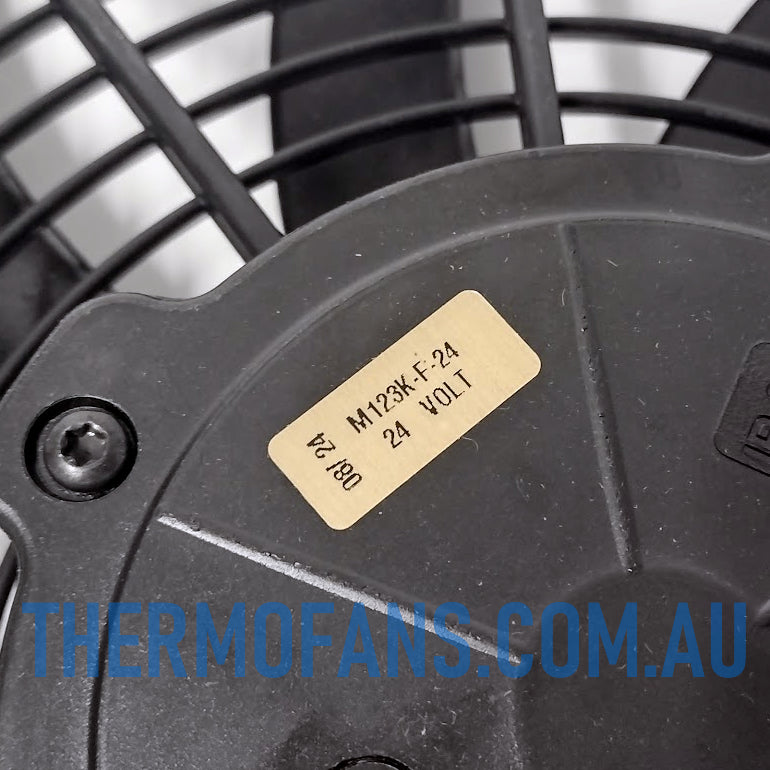 M123K-F-24
24 VOLT
08/24
THERMOFANS.COM.AU